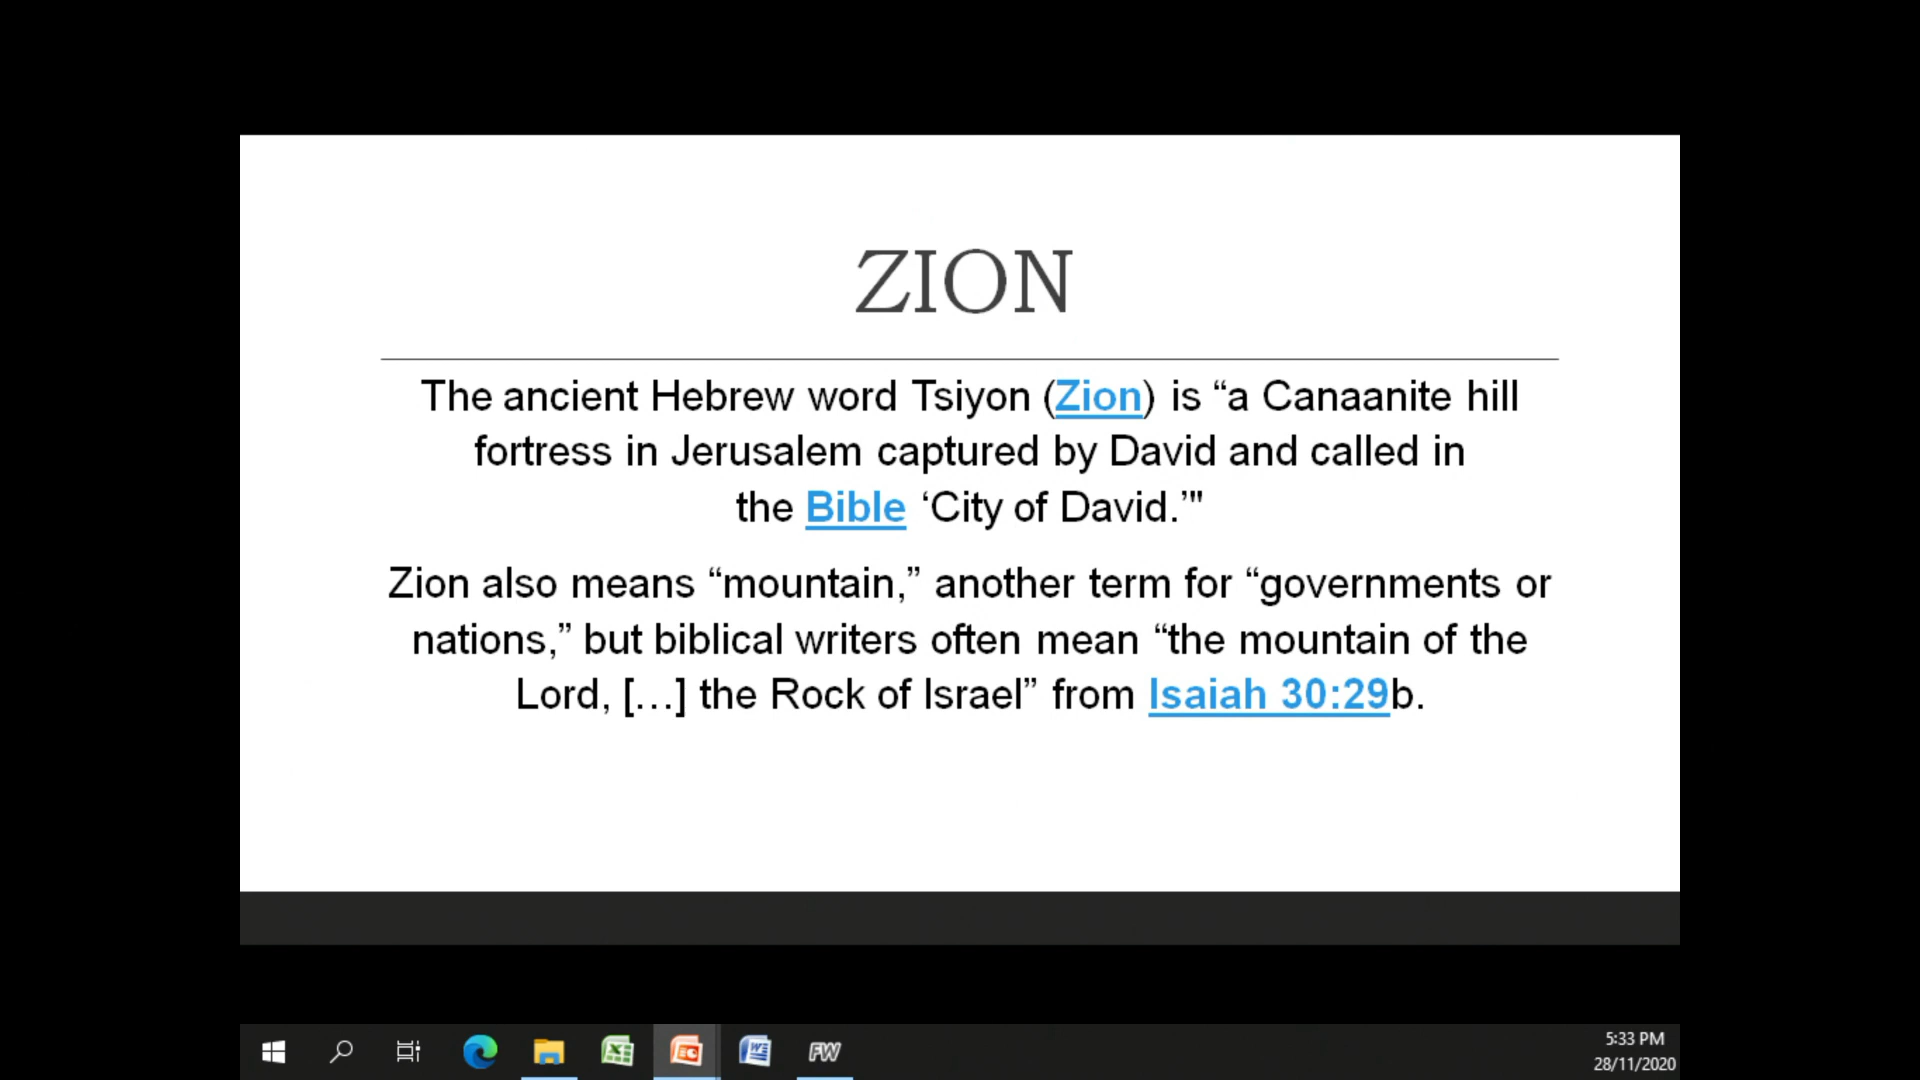 ZION
The ancient Hebrew word Tsiyon (Zion) is “a Canaanite hill
fortress in Jerusalem captured by David and called in
the Bible ‘City of David.’"
Zion also means “mountain,” another term for “governments or
nations,” but biblical writers often mean “the mountain of the
Lord, […] the Rock of Israel” from Isaiah 30:29b.
FW
5:33 PM
28/11/2020